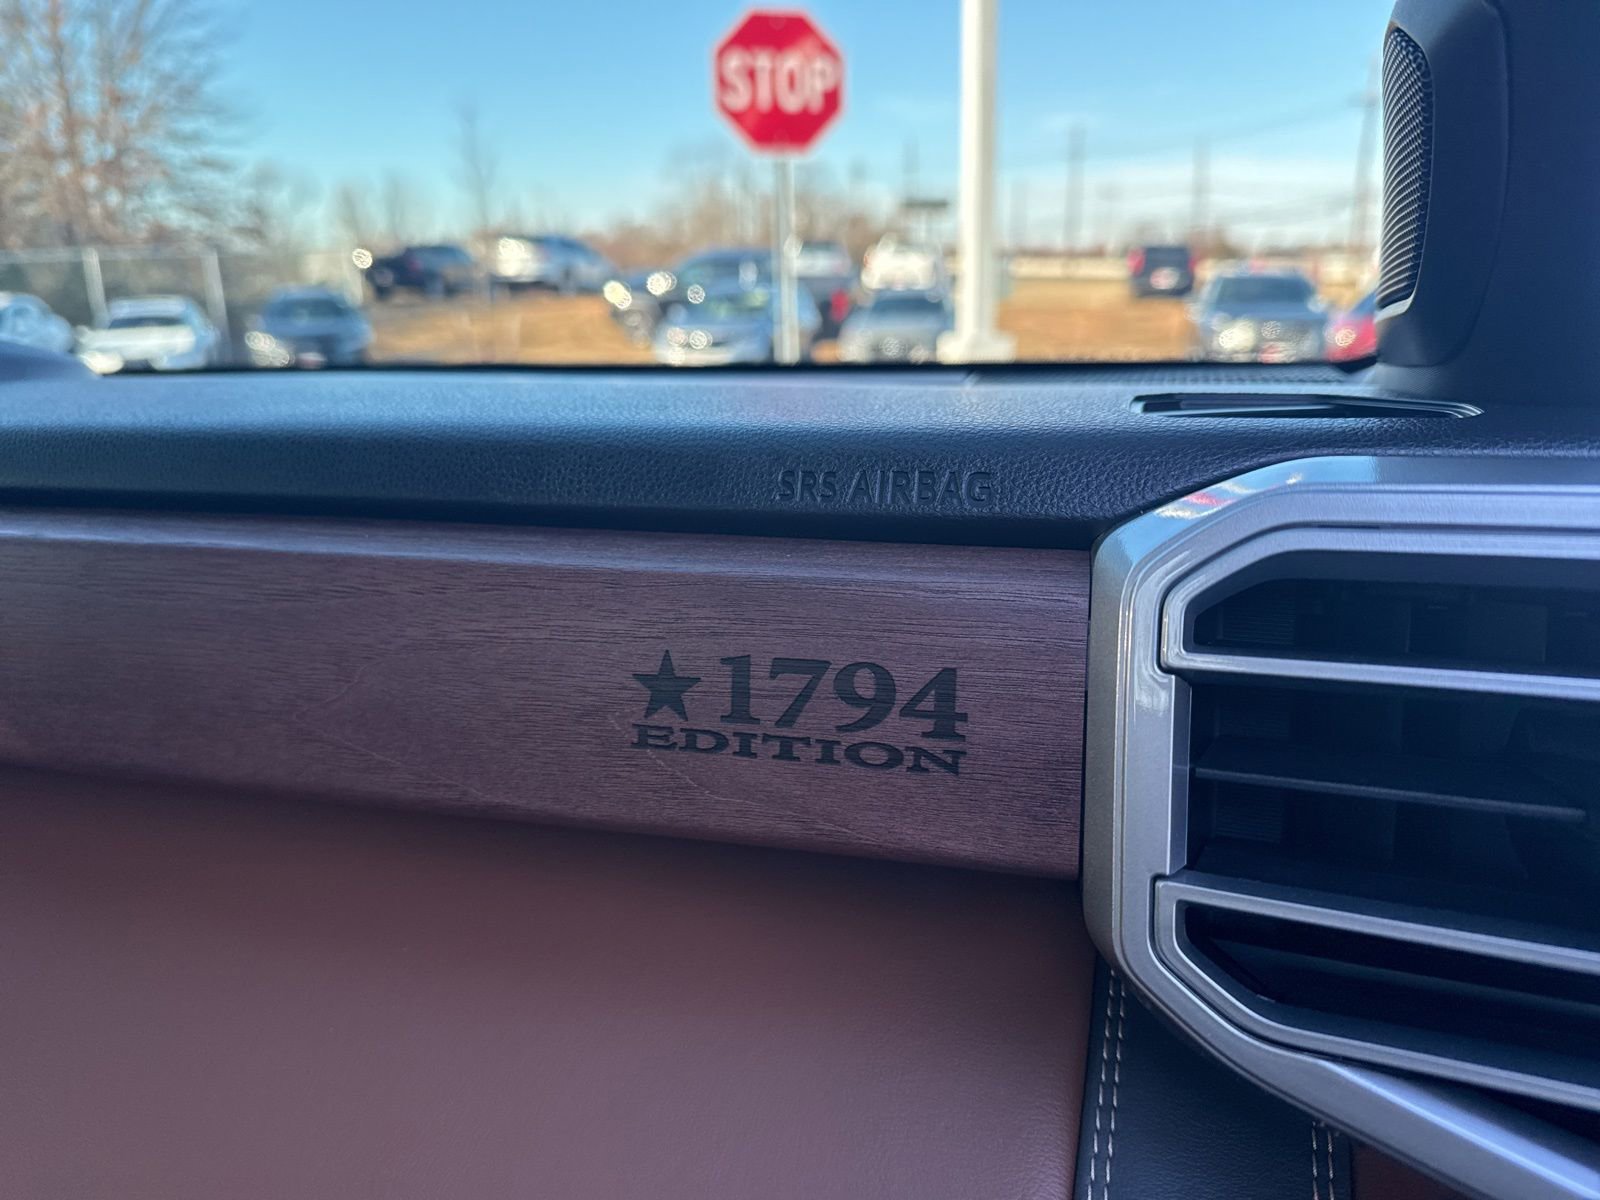 STOP
SRS AIRBAG
★1794
EDITION